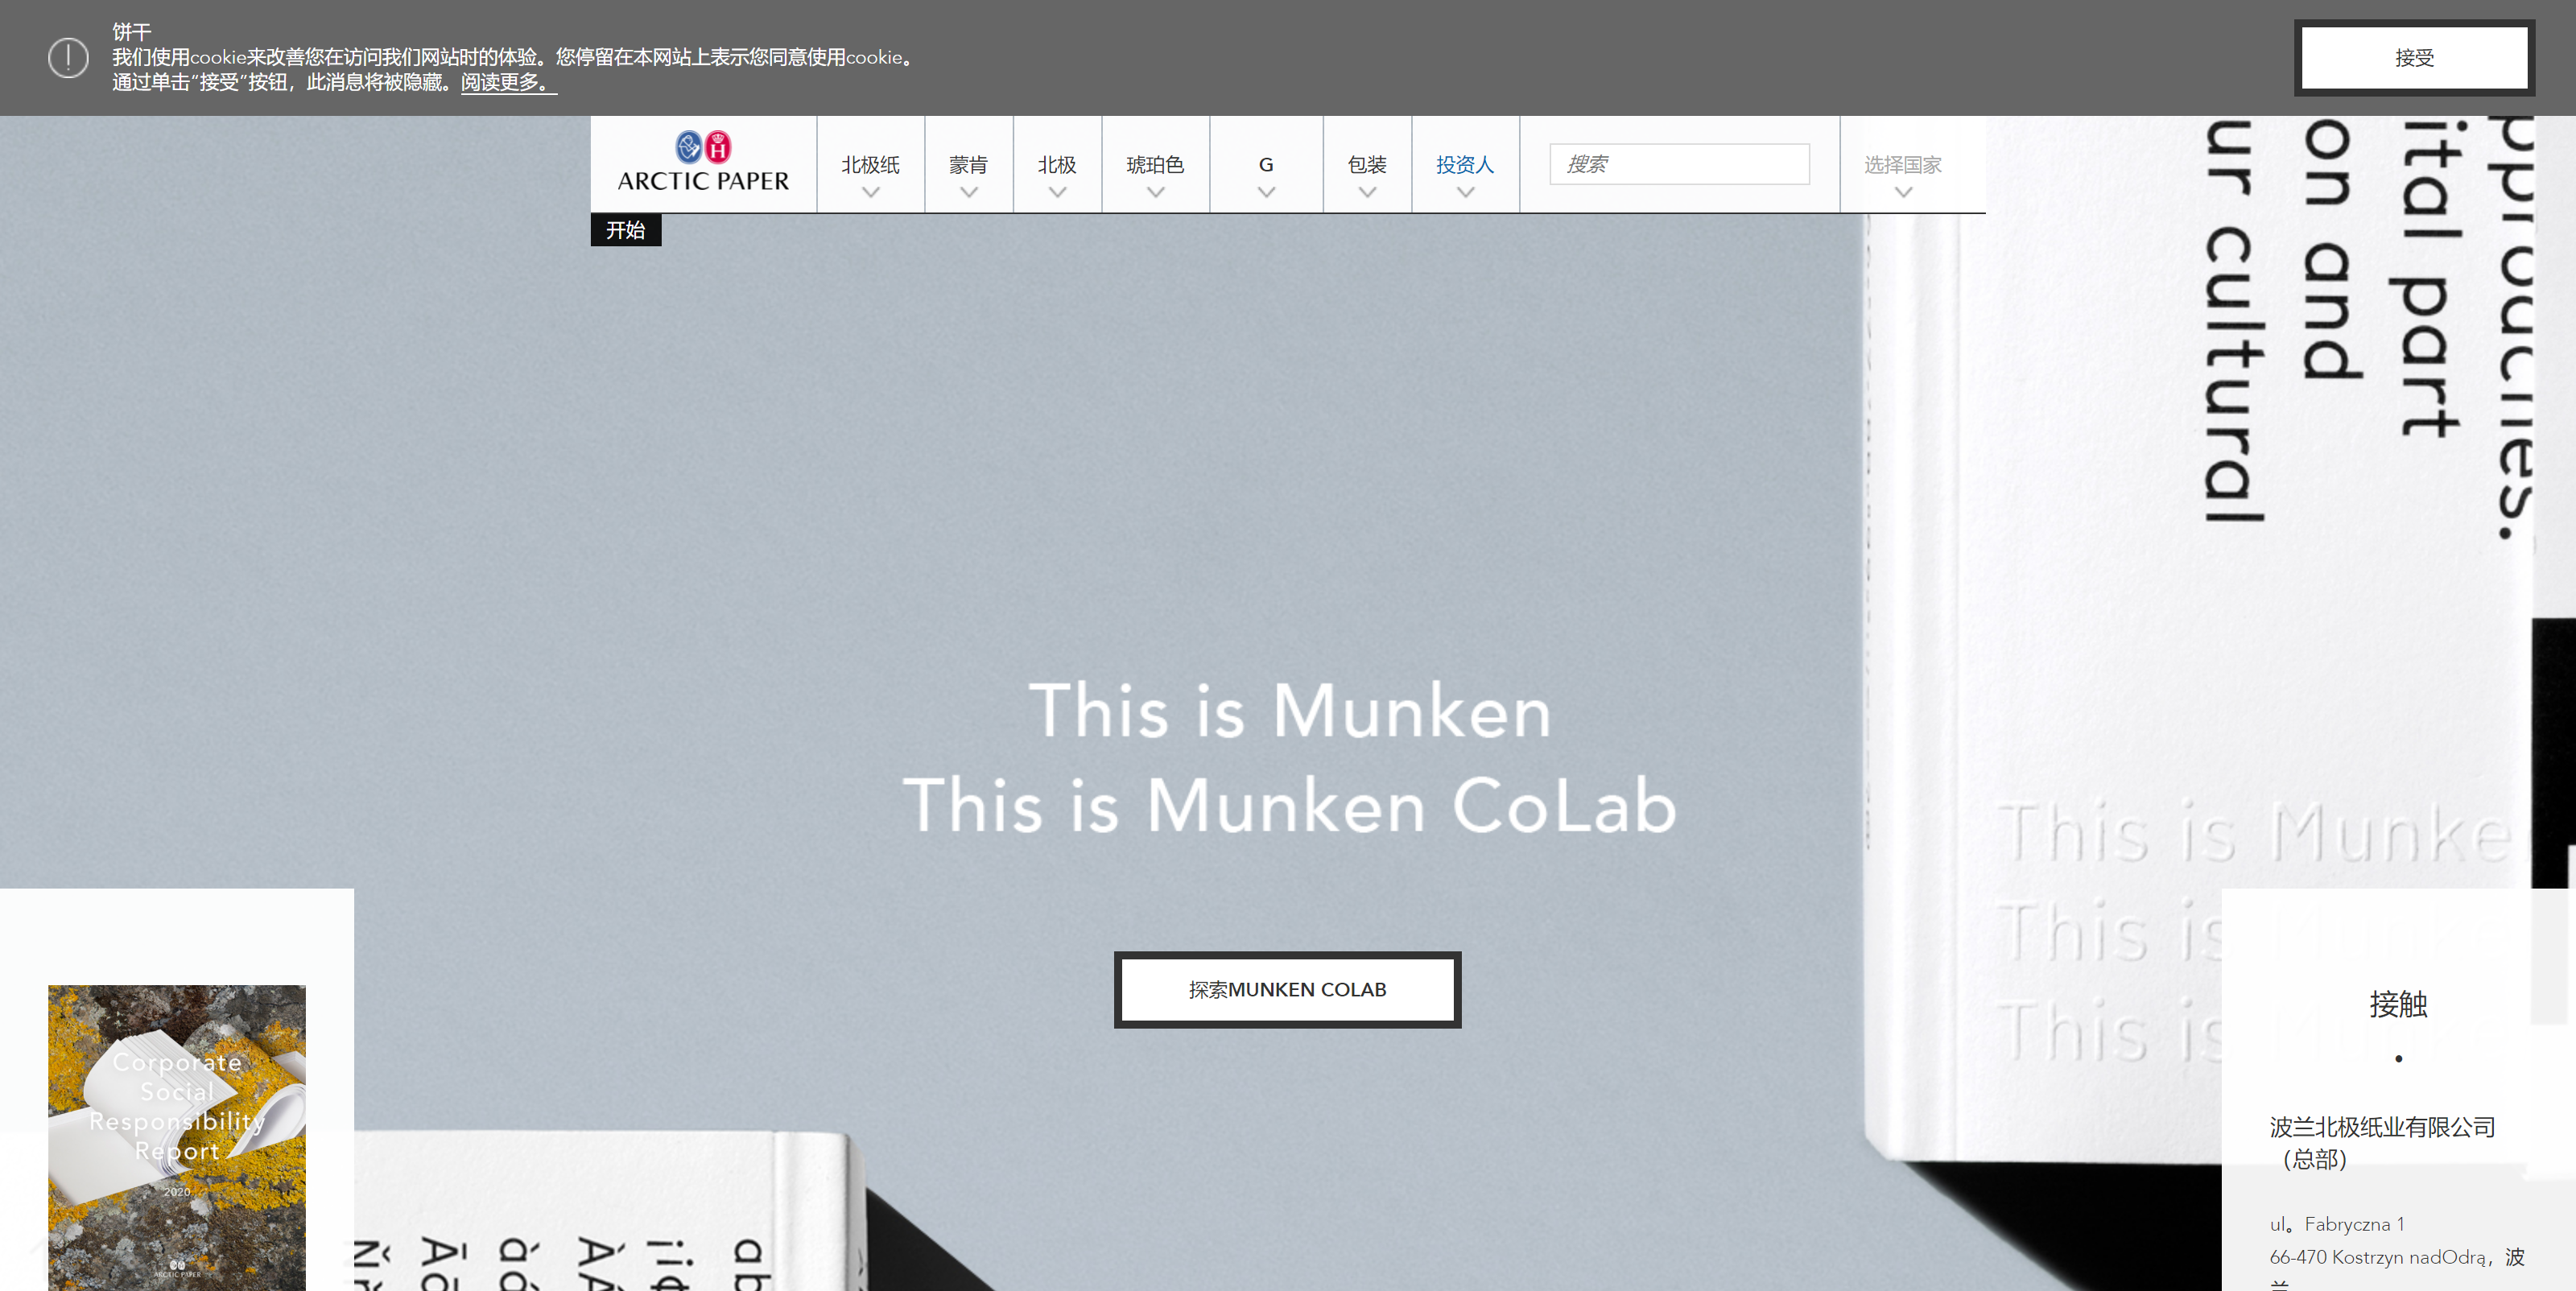 饼干
我们使用cookie来改善您在访问我们网站时的体验。您停留在本网站上表示您同意使用cookie。
通过单击“接受”按钮，此消息将被隐藏。阅读更多。
接受
ARCTIC PAPER
北极纸
蒙肯
北极
琥珀色
G
包装
投资人
搜索
选择国家
开始
ur cultural
on and
ital part
This is Munken
This is Munken CoLab
探索MUNKEN COLAB
This is Munke
This is
This is
Corporate
Social
Responsibility
Report
2020
ARCTIC PAPER
接触
波兰北极纸业有限公司
（总部）
ul。Fabryczna 1
66-470 Kostrzyn nadOdrą，波